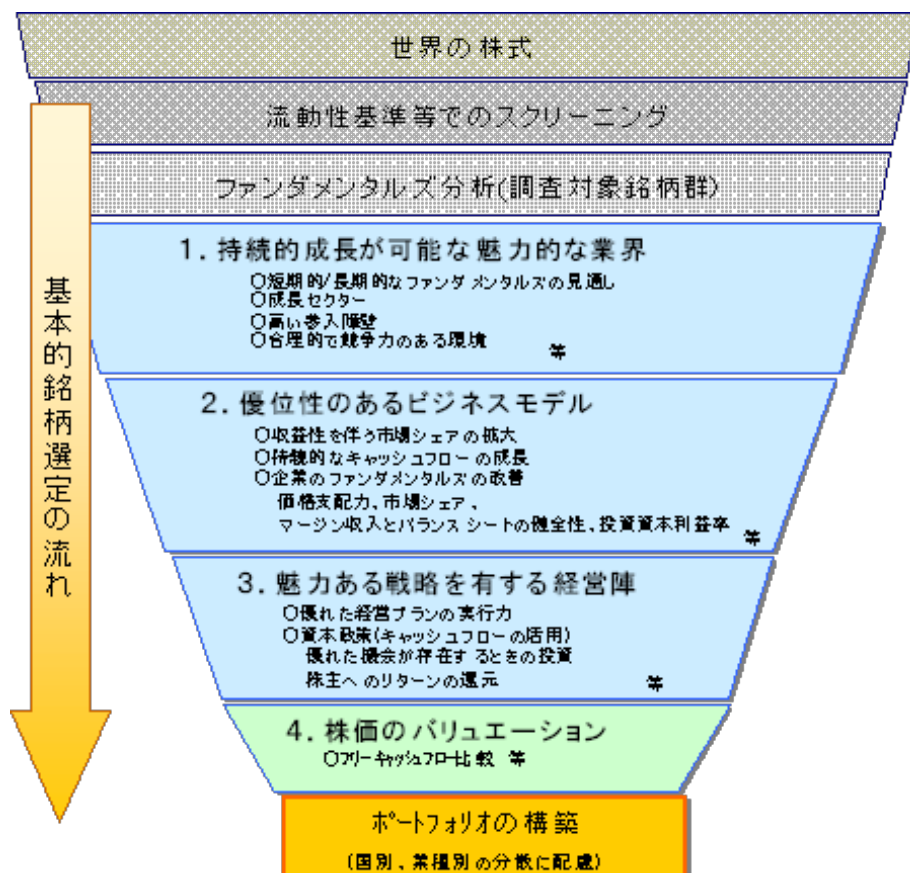 世界の株式
流動性基準等でのスクリーニング
ファンダメンタルズ分析(調査対象銘柄群)
基本的銘柄選定の流れ
1. 持続的成長が可能な魅力的な業界
○短期的/長期的なファンダメンタルズの見通し
○成長セクター
○高い参入障壁
○合理的で競争力のある環境 等
2. 優位性のあるビジネスモデル
○収益性を伴う市場シェアの拡大
○持続的なキャッシュフローの成長
○企業のファンダメンタルズの改善
価格支配力、市場シェア、
マージン収入とバランスシートの健全性、投資資本利益率 等
3. 魅力ある戦略を有する経営陣
○優れた経営プランの実行力
○資本政策(キャッシュフローの活用)
優れた機会が存在するときの投資
株主へのリターンの還元 等
4. 株価のバリュエーション
○フリーキャッシュフロー比較 等
ポートフォリオの構築
(国別、業種別の分散に配慮)